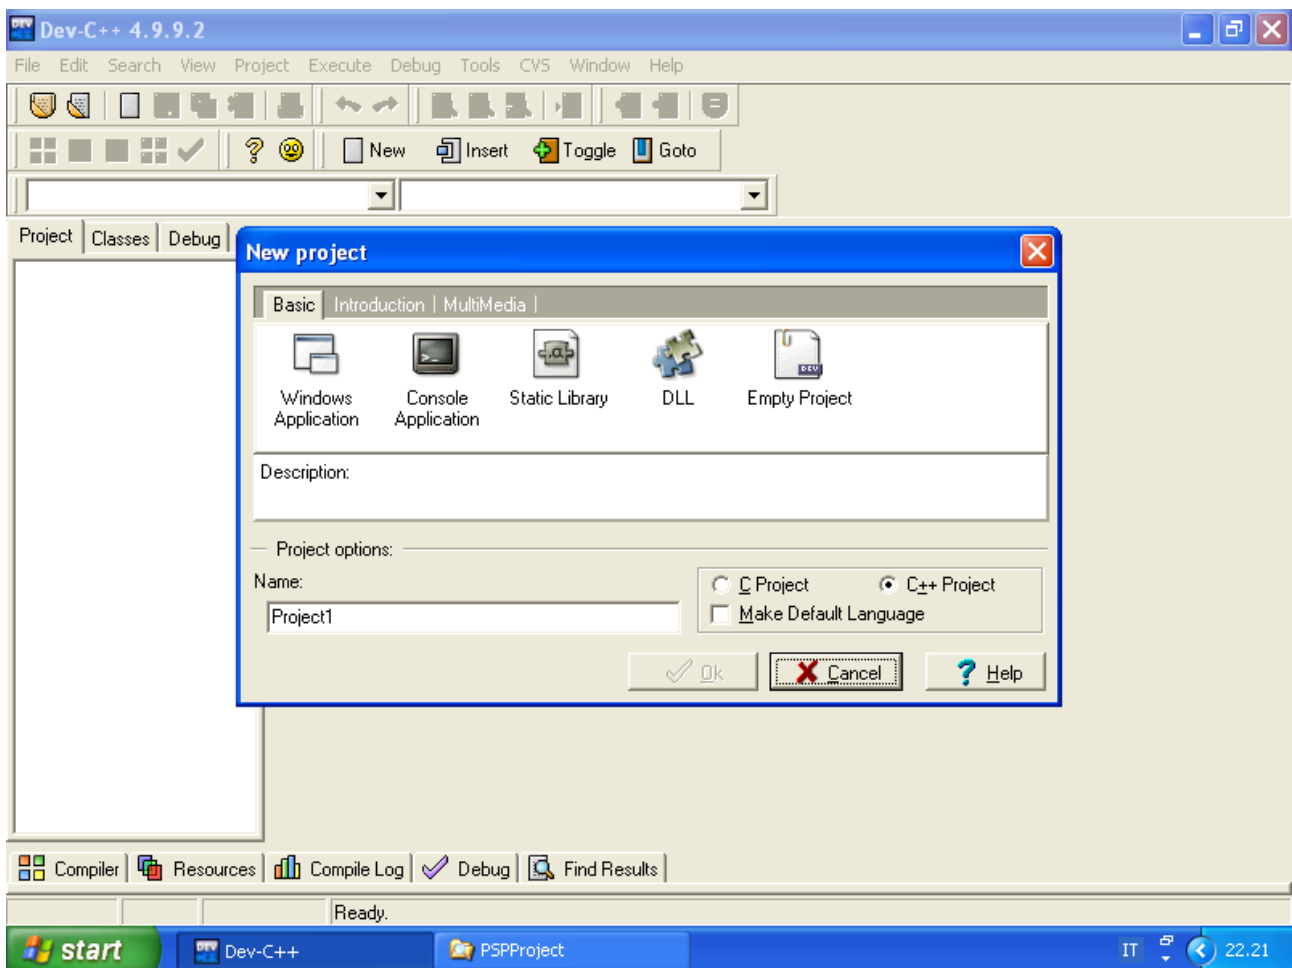 Dev-C++ 4.9.9.2
File Edit Search View Project Execute Debug Tools CVS Window Help
New Insert Toggle Goto
Project Classes Debug
New project
Basic Introduction MultiMedia
Windows Application
Console Application
Static Library
DLL
Empty Project
Description:
Project options:
Name:
Project1
C Project C++ Project
Make Default Language
Ok Cancel Help
Compiler Resources Compile Log Debug Find Results
Ready.
start Dev-C++ PSPProject IT 22.21